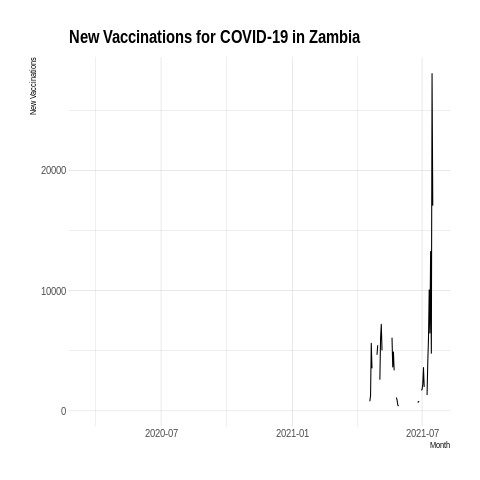 New Vaccinations for COVID-19 in Zambia
New Vaccinations
20000
10000
0
2020-07
2021-01
2021-07
Month